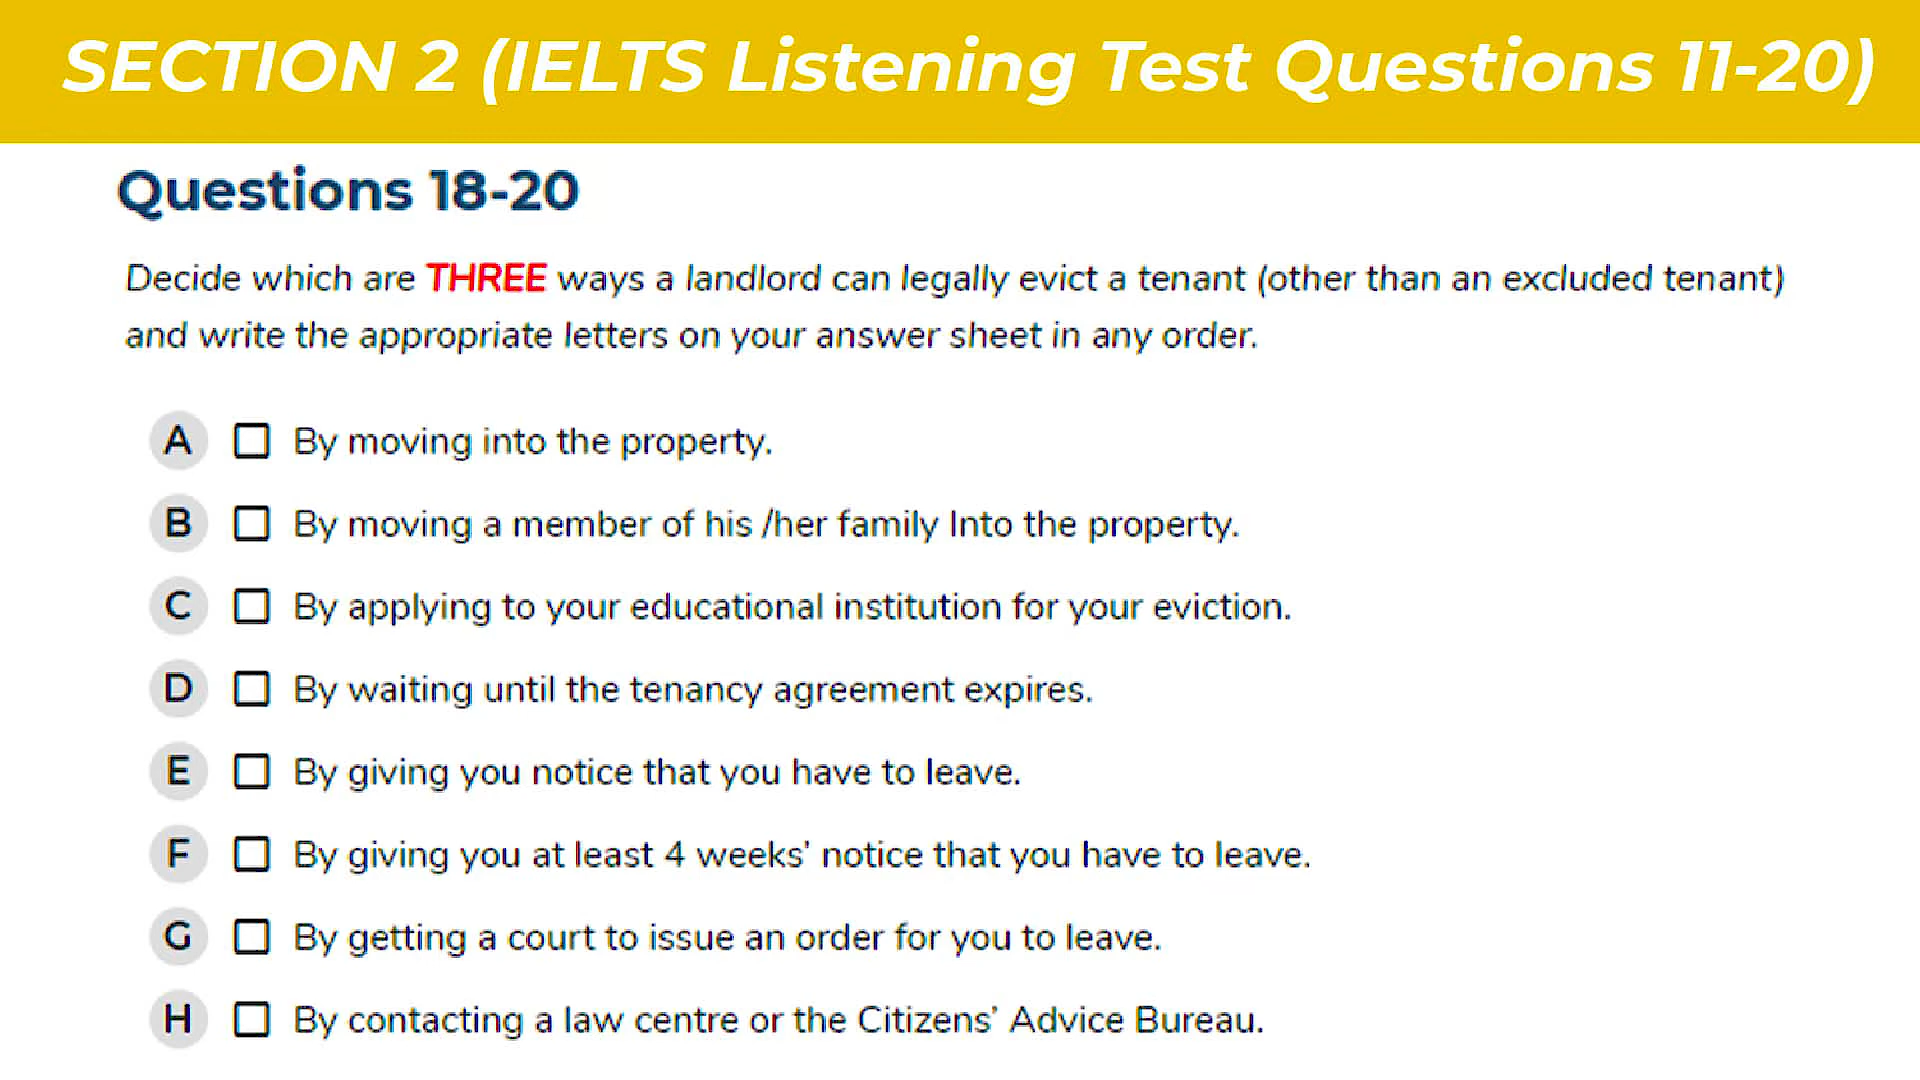 SECTION 2 (IELTS Listening Test Questions 11-20)
Questions 18-20
Decide which are THREE ways a landlord can legally evict a tenant (other than an excluded tenant)
and write the appropriate letters on your answer sheet in any order.
A By moving into the property.
B By moving a member of his /her family Into the property.
C By applying to your educational institution for your eviction.
D By waiting until the tenancy agreement expires.
E By giving you notice that you have to leave.
F By giving you at least 4 weeks' notice that you have to leave.
G By getting a court to issue an order for you to leave.
H By contacting a law centre or the Citizens' Advice Bureau.